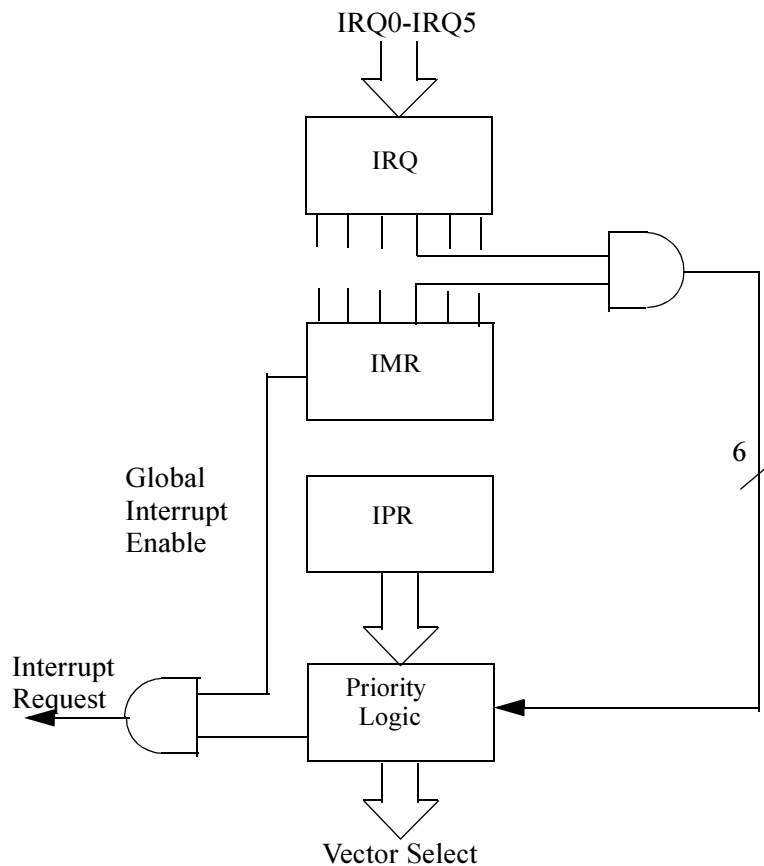 IRQ0-IRQ5
IRQ
IMR
6
Global
Interrupt
Enable
IPR
Interrupt
Request
Priority
Logic
Vector Select